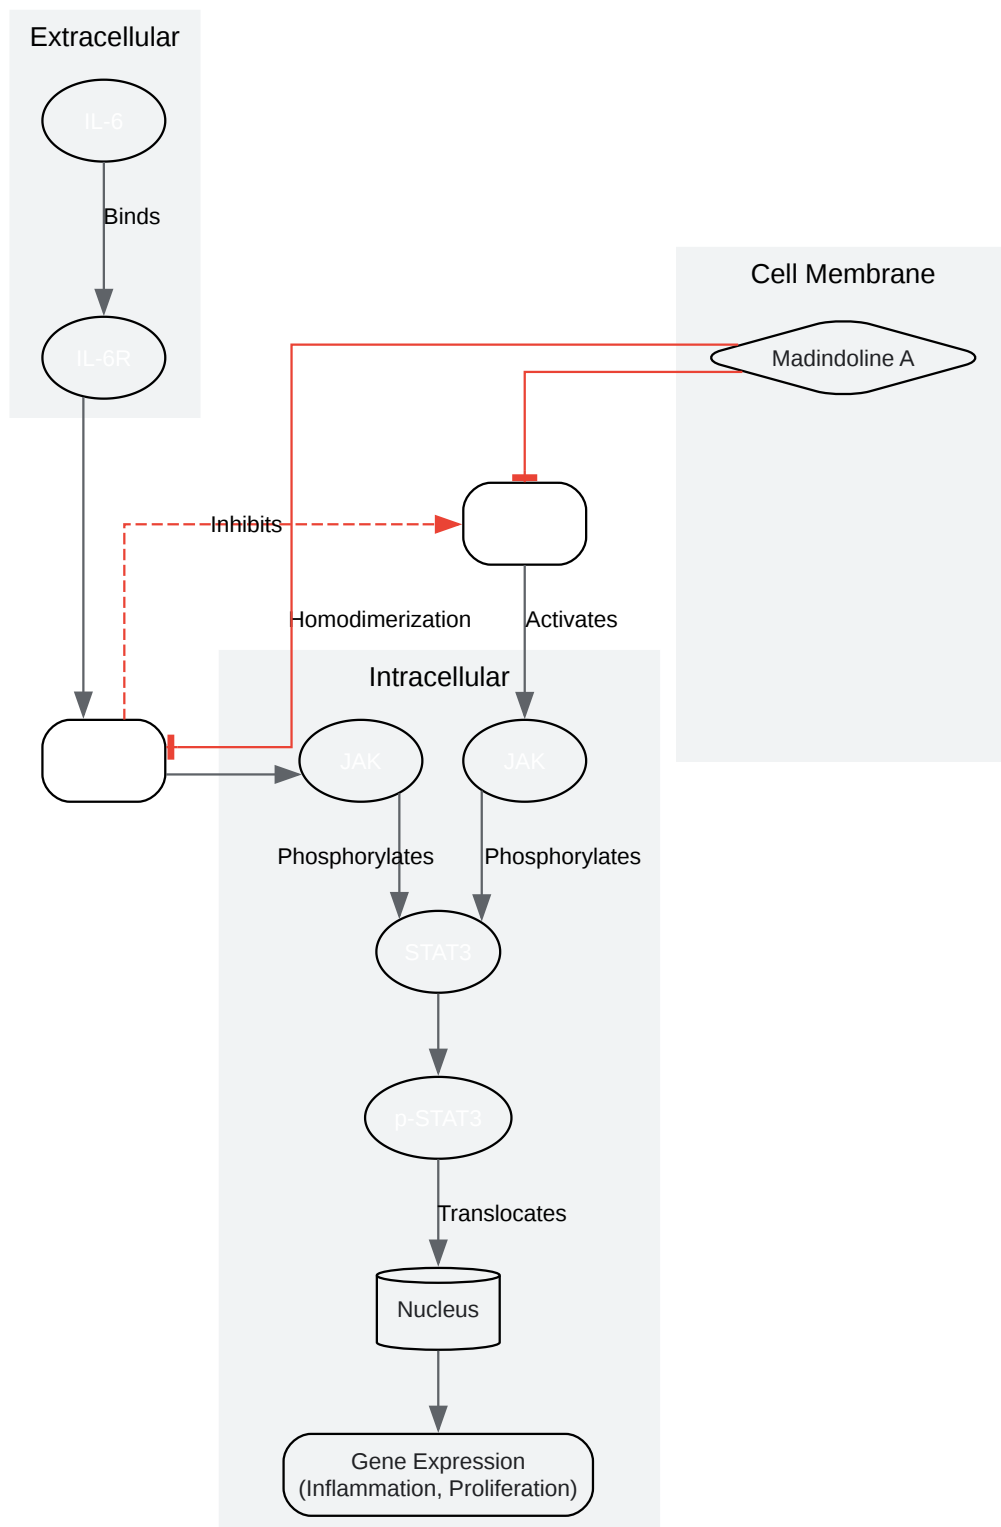 Extracellular
IL-6
Binds
Cell Membrane
IL-6R
Madindoline A
Inhibits
Homodimerization
Activates
Intracellular
JAK
JAK
Phosphorylates
Phosphorylates
STAT3
p-STAT3
Translocates
Nucleus
Gene Expression
(Inflammation, Proliferation)